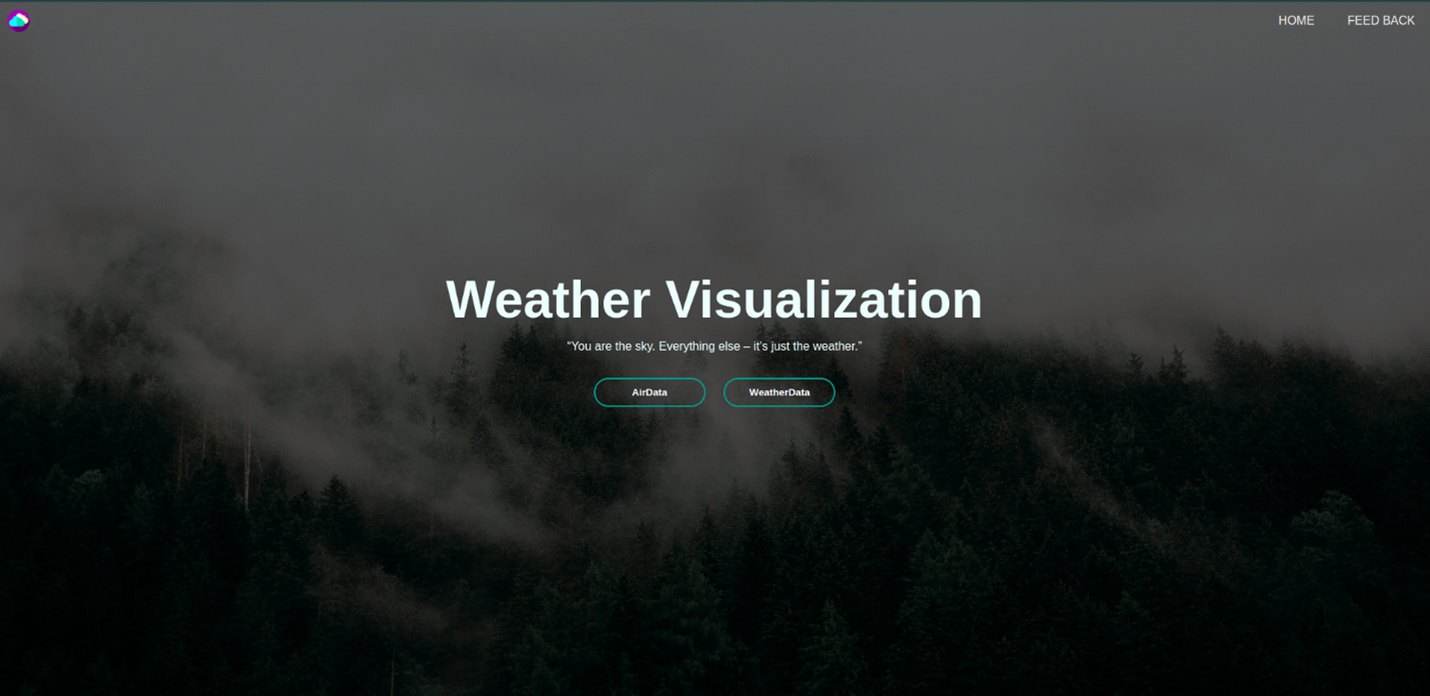 HOME
FEED BACK
Weather Visualization
“You are the sky. Everything else – it’s just the weather.”
AirData
WeatherData